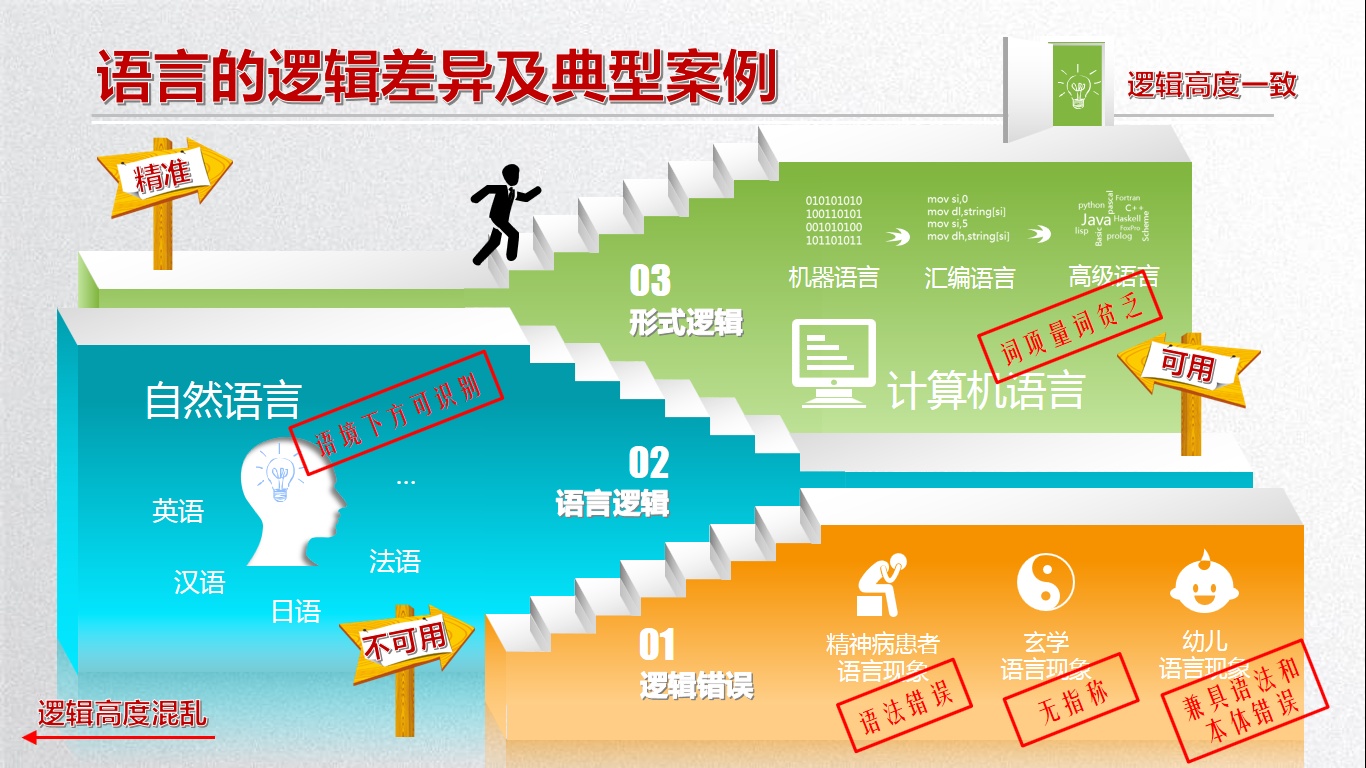 语言的逻辑差异及典型案例
逻辑高度一致
精准
010101010
100110101
001010100
101101011
mov si,0
mov dl,string[si]
mov si,5
mov dh,string[si]
python
pascal
Fortran
C++
Java
Haskell
FoxPro
lisp
Basic
prolog
Scheme
机器语言
汇编语言
高级语言
03
形式逻辑
词项量词贫乏
可用
计算机语言
自然语言
语境下方可识别
...
英语
汉语
日语
法语
02
语言逻辑
不可用
01
逻辑错误
精神病患者
语言现象
语法错误
玄学
语言现象
无指称
幼儿
语言现象
兼具语法和
本体错误
逻辑高度混乱